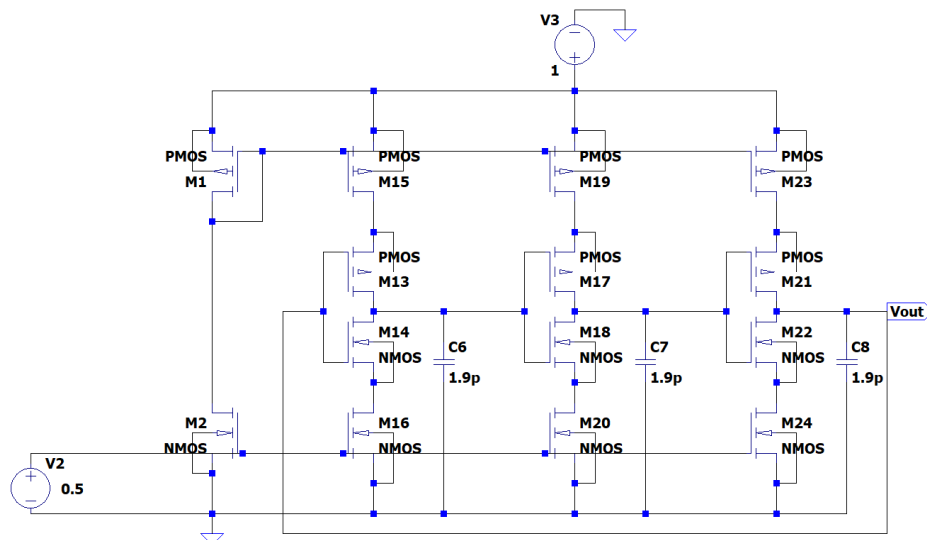 V3
1
PMOS
M1
PMOS
M15
PMOS
M19
PMOS
M23
PMOS
M13
PMOS
M17
PMOS
M21
Vout
M14
NMOS
C6
1.9p
M18
NMOS
C7
1.9p
M22
NMOS
C8
1.9p
M2
NMOS
M16
NMOS
M20
NMOS
M24
NMOS
V2
0.5